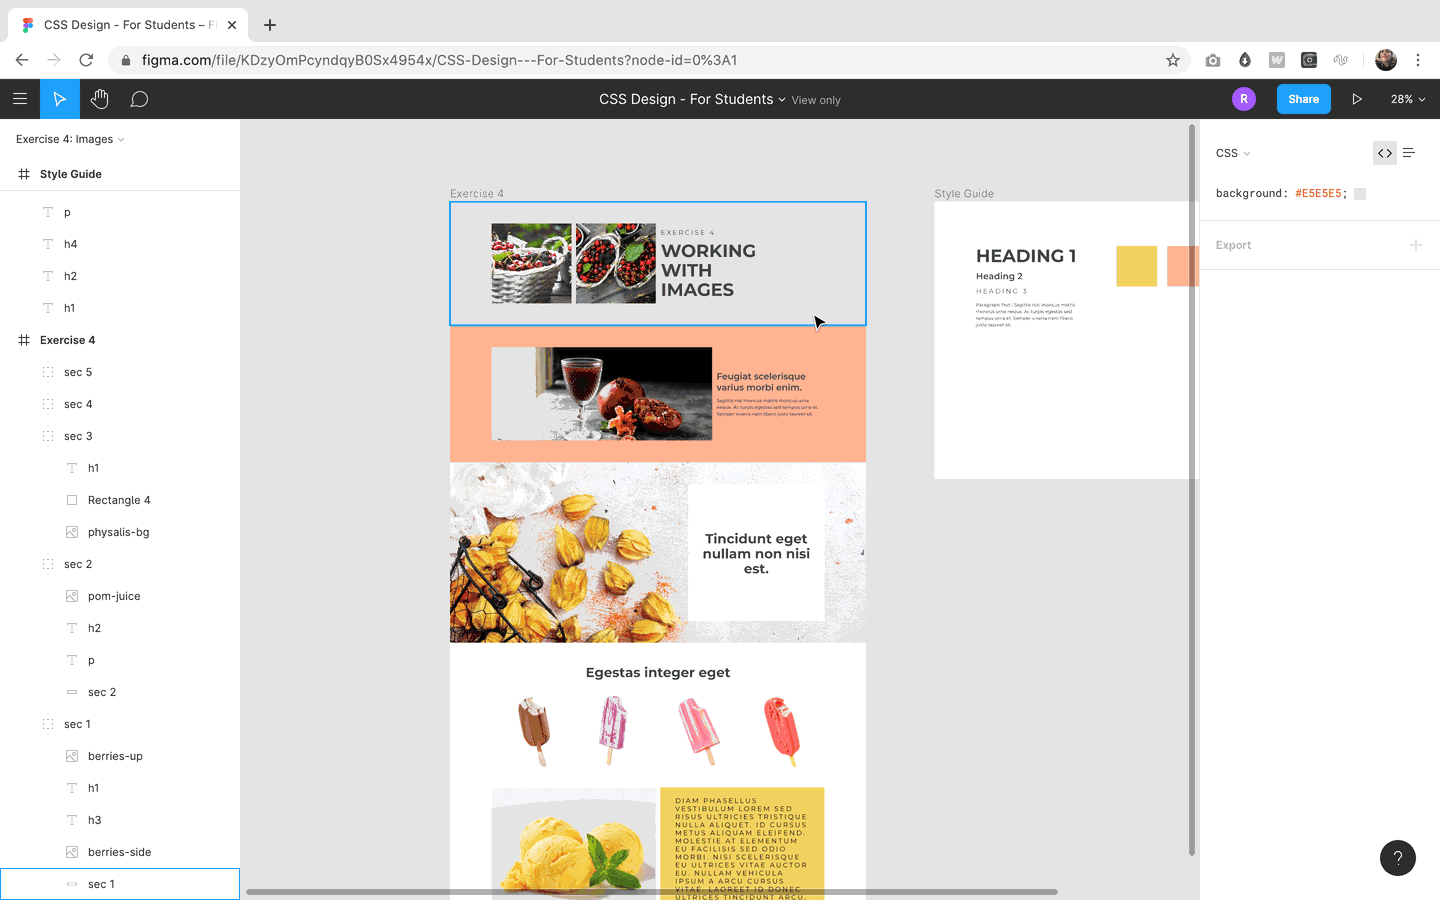 CSS Design - For Students – F
figma.com/file/KDzyOmPcyndqyB0Sx4954x/CSS-Design---For-Students?node-id=0%3A1
CSS Design - For Students
View only
R
Share
28%
Exercise 4: Images
Style Guide
p
h4
h2
h1
Exercise 4
sec 5
sec 4
sec 3
h1
Rectangle 4
physalis-bg
sec 2
pom-juice
h2
p
sec 2
sec 1
berries-up
h1
h3
berries-side
sec 1
Exercise 4
EXERCISE 4
WORKING
WITH
IMAGES
Feugiat scelerisque
varius morbi enim.
Sagittis nisl rhoncus mattis rhoncus urna
neque. Ac turpis egestas sed tempus urna et.
Semper viverra nam libero justo laoreet sit.
Tincidunt eget
nullam non nisi
est.
Egestas integer eget
DIAM PHASELLUS
VESTIBULUM LOREM SED
RISUS ULTRICIES TRISTIQUE
NULLA ALIQUET. ID CURSUS
METUS ALIQUAM ELEIFEND.
MOLESTIE AT ELEMENTUM
EU FACILISIS SED ODIO
MORBI. NISI SCELERISQUE
EU ULTRICES VITAE AUCTOR
EU. NULLAM VEHICULA
IPSUM A ARCU CURSUS
VITAE. LAOREET ID DONEC
ULTRICES TINCIDUNT ARCU.
Style Guide
HEADING 1
Heading 2
HEADING 3
Paragraph Text / Sagittis nisl rhoncus mattis
rhoncus urna neque. Ac turpis egestas sed
tempus urna et. Semper viverra nam libero
justo laoreet sit.
CSS
background: #E5E5E5;
Export
?